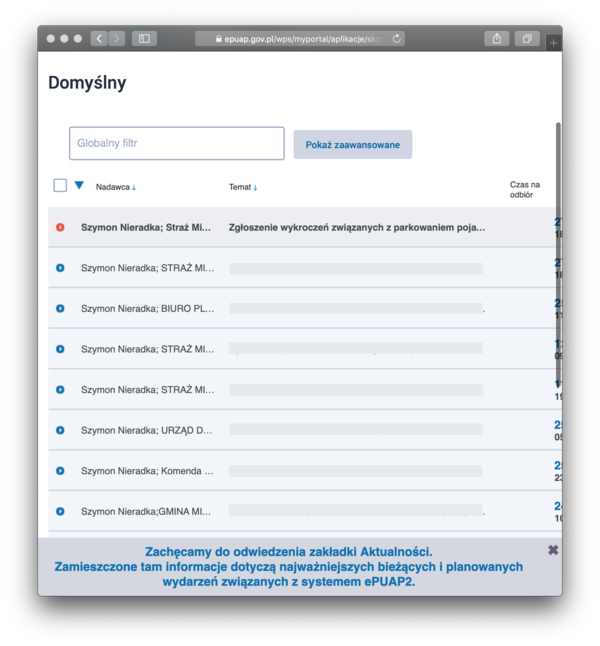 epuap.gov.pl/wps/myportal/aplikacje/skrz
Domyślny
Globalny filtr
Pokaż zaawansowane
Nadawca ↓ Temat ↓ Czas na
odbiór
Szymon Nieradka; Straż Mi... Zgłoszenie wykroczeń związanych z parkowaniem poja...
Szymon Nieradka; STRAŻ MI...
Szymon Nieradka; BIURO PL...
Szymon Nieradka; STRAŻ MI...
Szymon Nieradka; STRAŻ MI...
Szymon Nieradka; URZĄD D...
Szymon Nieradka; Komenda ...
Szymon Nieradka;GMINA MI...
Zachęcamy do odwiedzenia zakładki Aktualności.
Zamieszczone tam informacje dotyczą najważniejszych bieżących i planowanych
wydarzeń związanych z systemem ePUAP2.